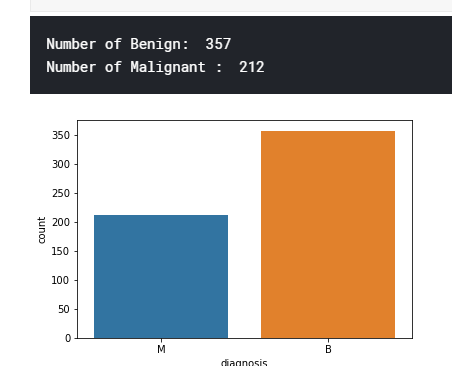 Number of Benign:  357
Number of Malignant :  212
350
300
250
200
150
100
50
0
count
M B
diagnosis